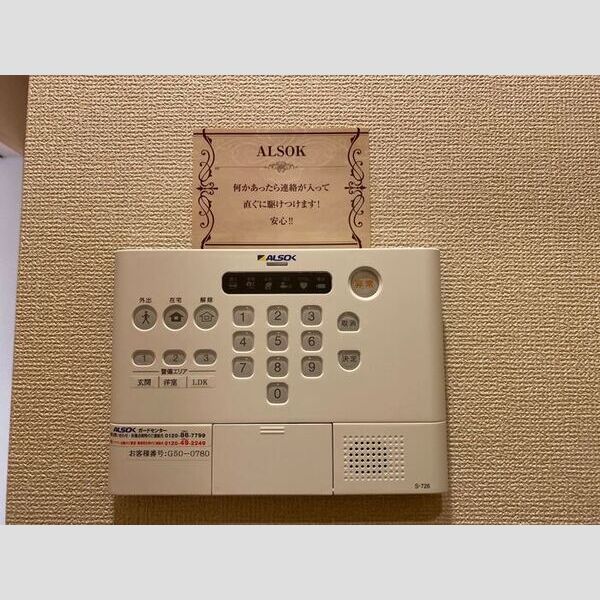 ALSOK
何かあったら連絡が入って
直ぐに駆けつけます!
安心!!
ALSOK
異常
外出 在宅 解除
1 2 3
取消
4 5 6
1 2 3
決定
7 8 9
警備エリア
玄関 洋室 LDK
0
ALSOK ガードセンター
0120-86-7799
0120-49-2249
お客様番号:G50-0780
S-726